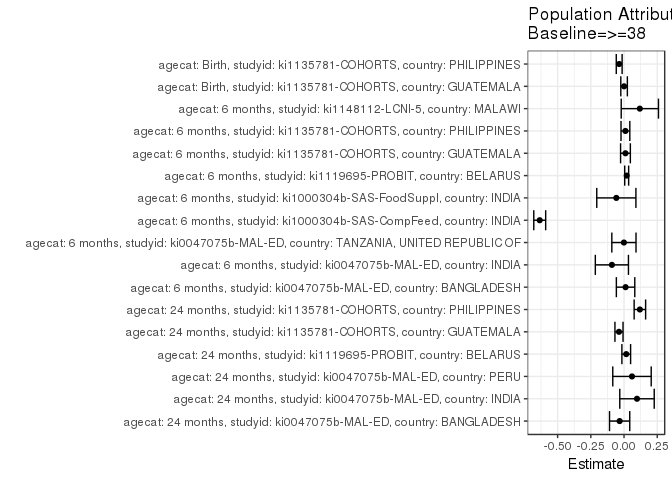 Population Attribut
Baseline=>=38
agecat: Birth, studyid: ki1135781-COHORTS, country: PHILIPPINES
agecat: Birth, studyid: ki1135781-COHORTS, country: GUATEMALA
agecat: 6 months, studyid: ki1148112-LCNI-5, country: MALAWI
agecat: 6 months, studyid: ki1135781-COHORTS, country: PHILIPPINES
agecat: 6 months, studyid: ki1135781-COHORTS, country: GUATEMALA
agecat: 6 months, studyid: ki1119695-PROBIT, country: BELARUS
agecat: 6 months, studyid: ki1000304b-SAS-FoodSuppl, country: INDIA
agecat: 6 months, studyid: ki1000304b-SAS-CompFeed, country: INDIA
agecat: 6 months, studyid: ki0047075b-MAL-ED, country: TANZANIA, UNITED REPUBLIC OF
agecat: 6 months, studyid: ki0047075b-MAL-ED, country: INDIA
agecat: 6 months, studyid: ki0047075b-MAL-ED, country: BANGLADESH
agecat: 24 months, studyid: ki1135781-COHORTS, country: PHILIPPINES
agecat: 24 months, studyid: ki1135781-COHORTS, country: GUATEMALA
agecat: 24 months, studyid: ki1119695-PROBIT, country: BELARUS
agecat: 24 months, studyid: ki0047075b-MAL-ED, country: PERU
agecat: 24 months, studyid: ki0047075b-MAL-ED, country: INDIA
agecat: 24 months, studyid: ki0047075b-MAL-ED, country: BANGLADESH
-0.50 -0.25 0.00 0.25
Estimate